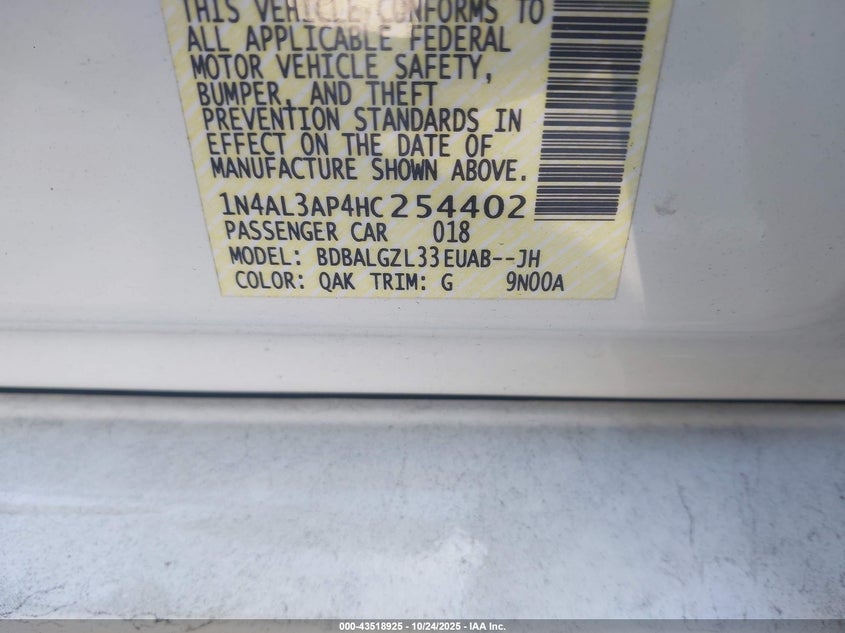 THIS VEHICLE CONFORMS TO
ALL APPLICABLE FEDERAL
MOTOR VEHICLE SAFETY,
BUMPER, AND THEFT
PREVENTION STANDARDS IN
EFFECT ON THE DATE OF
MANUFACTURE SHOWN ABOVE.
1N4AL3AP4HC254402
PASSENGER CAR 018
MODEL: BDBALGZL33EUAB--JH
COLOR: QAK TRIM: G 9N00A
000-43518925 - 10/24/2025 - IAA Inc.